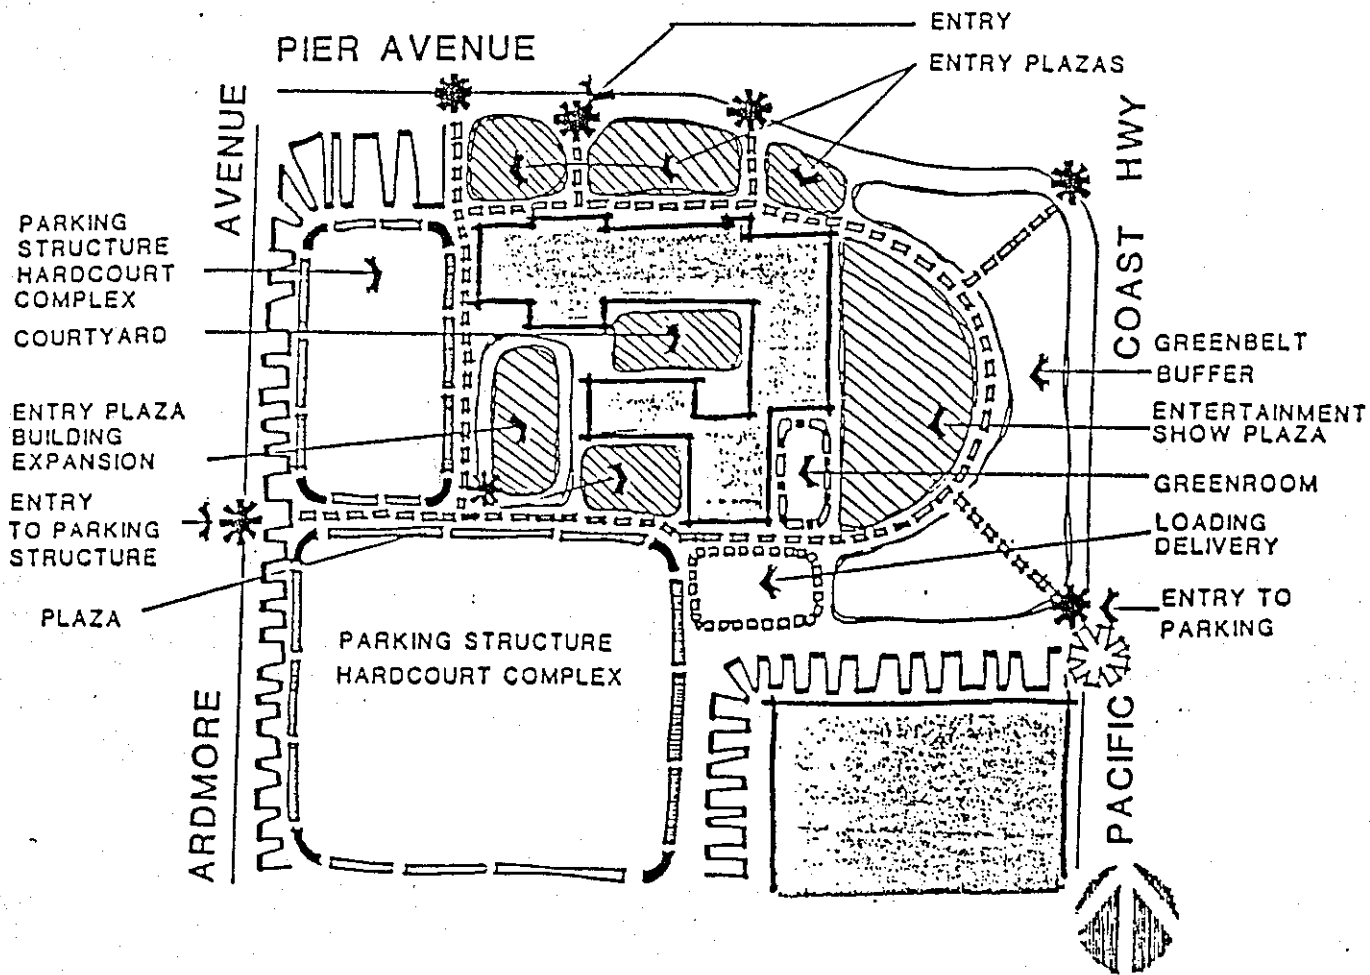 ENTRY
PIER AVENUE
ENTRY PLAZAS
AVENUE
HWY
PARKING
STRUCTURE
HARDCOURT
COMPLEX
COAST
COURTYARD
GREENBELT
BUFFER
ENTRY PLAZA
BUILDING
EXPANSION
ENTERTAINMENT
SHOW PLAZA
GREENROOM
ENTRY
TO PARKING
STRUCTURE
LOADING
DELIVERY
PLAZA
ENTRY TO
PARKING
PARKING STRUCTURE
HARDCOURT COMPLEX
ARDMORE
PACIFIC